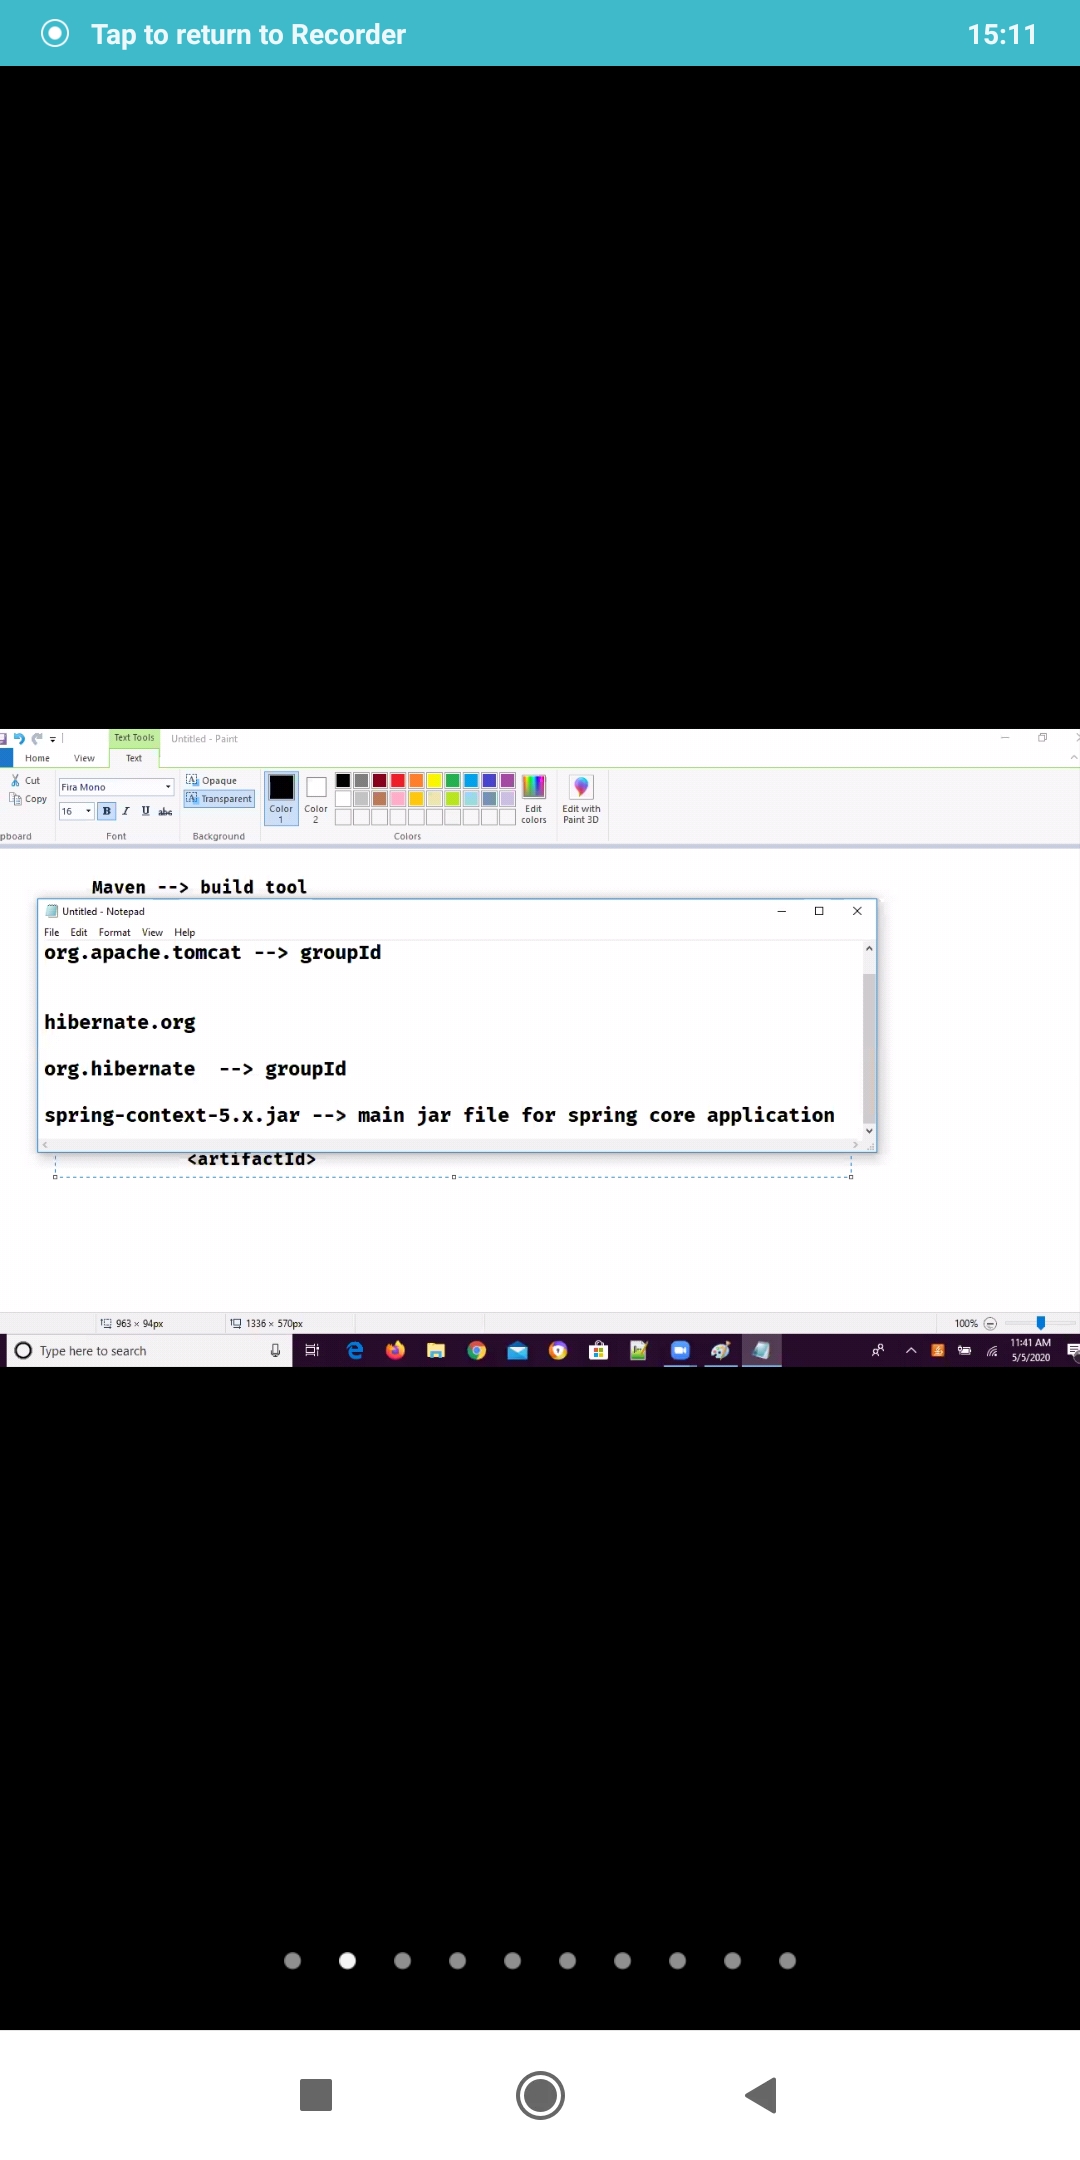 Tap to return to Recorder 15:11
Text Tools Untitled - Paint
Home View Text
Cut
Copy
Fira Mono
16 B I U abc
Opaque
Transparent
Color 1
Color 2
Edit colors
Edit with Paint 3D
pboard Font Background Colors
Maven --> build tool
Untitled - Notepad
File Edit Format View Help
org.apache.tomcat --> groupId
hibernate.org
org.hibernate --> groupId
spring-context-5.x.jar --> main jar file for spring core application
<artifactId>
963 × 94px 1336 × 570px 100%
Type here to search
11:41 AM
5/5/2020